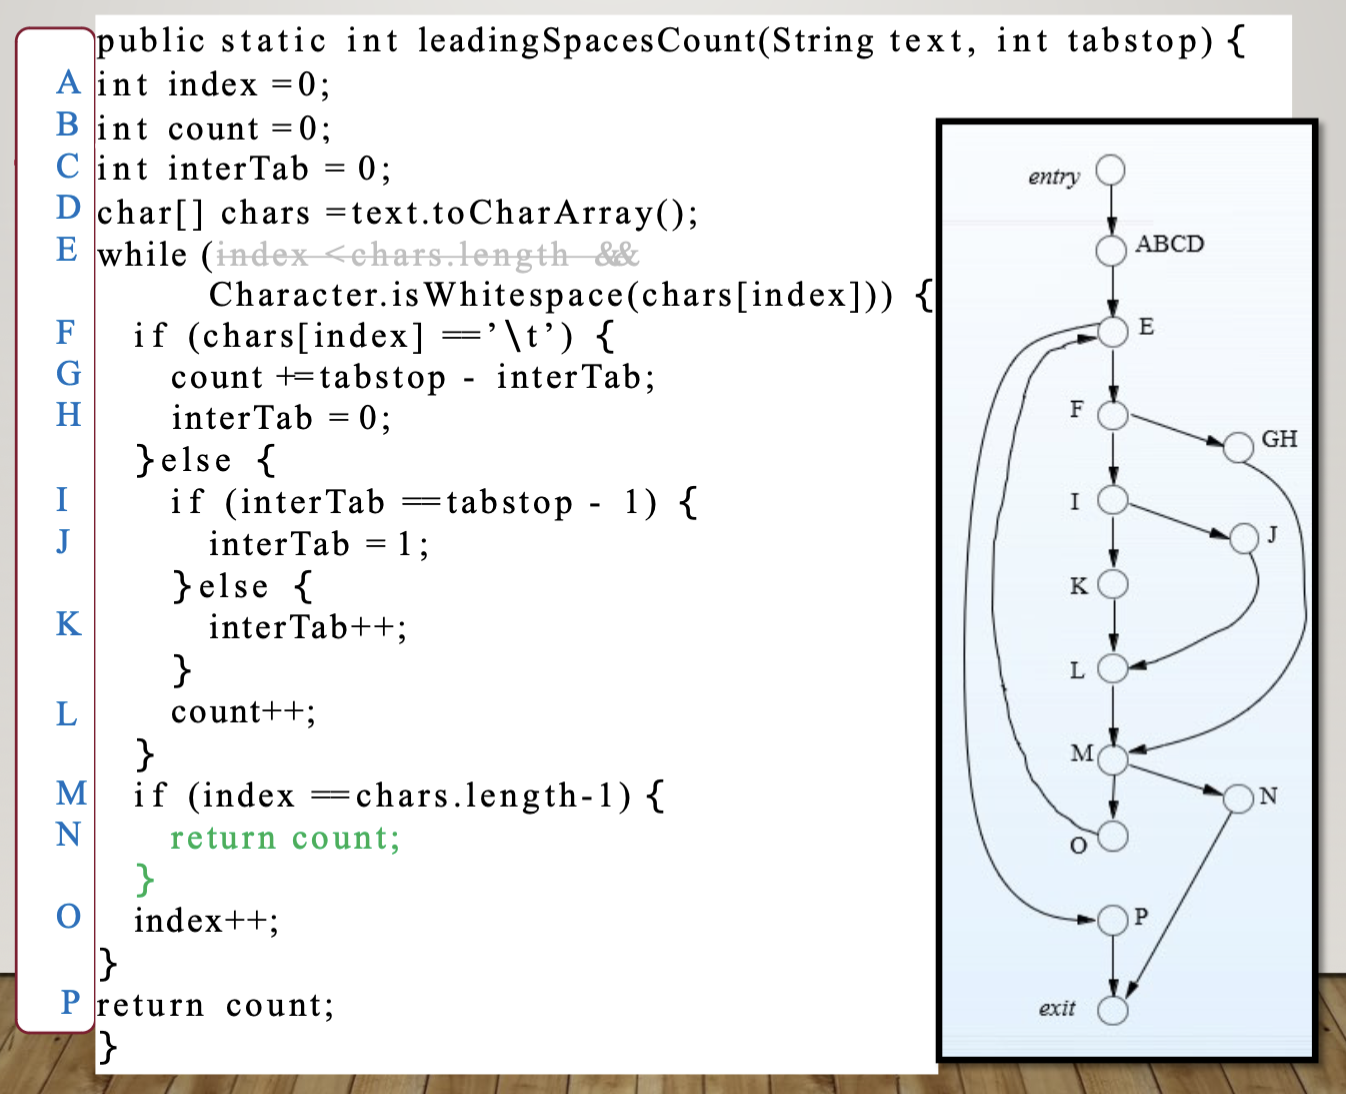 public static int leadingSpacesCount(String text, int tabstop) {
A int index =0;
B int count =0;
C int interTab = 0;
D char[] chars =text.toCharArray();
E while (index <chars.length &&
Character.isWhitespace(chars[index])) {
F if (chars[index] ==’\t’) {
G count +=tabstop - interTab;
H interTab = 0;
}else {
I if (interTab ==tabstop - 1) {
J interTab = 1;
}else {
K interTab++;
}
L count++;
}
M if (index ==chars.length-1) {
N return count;
}
O index++;
}
P return count;
}
entry
ABCD
E
F
GH
I
J
K
L
M
N
O
P
exit